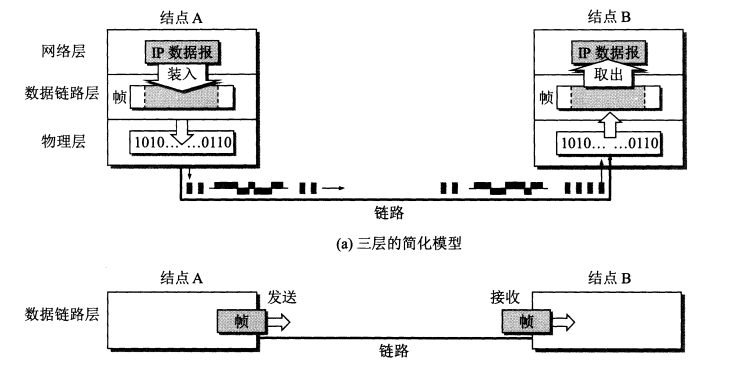 结点 A
结点 B
网络层
IP 数据报
IP 数据报
装入
取出
数据链路层
帧
帧
物理层
1010… …0110
1010… …0110
链路
(a) 三层的简化模型
结点 A
结点 B
数据链路层
发送
接收
帧
帧
链路